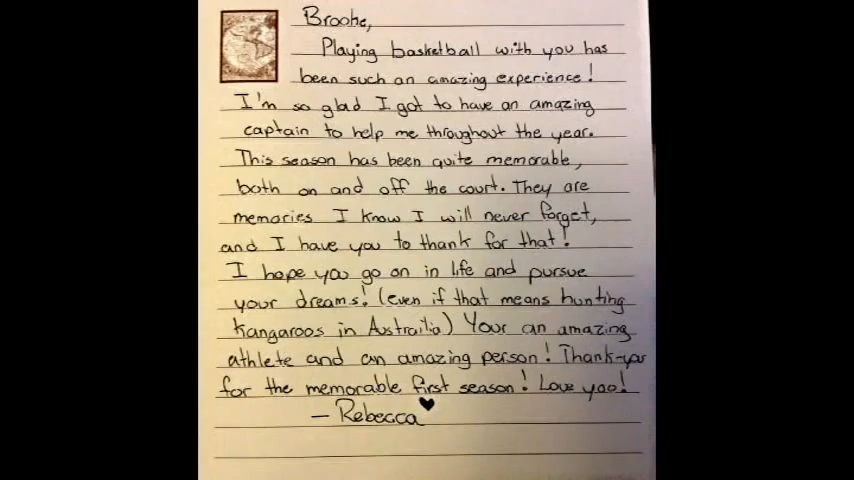 Brooke,
Playing basketball with you has
been such an amazing experience!
I'm so glad I got to have an amazing
captain to help me throughout the year.
This season has been quite memorable,
both on and off the court. They are
memories I know I will never forget,
and I have you to thank for that!
I hope you go on in life and pursue
your dreams! (even if that means hunting
kangaroos in Austrailia) Your an amazing
athlete and an amazing person! Thank-you
for the memorable first season! Love you!
- Rebecca ♥